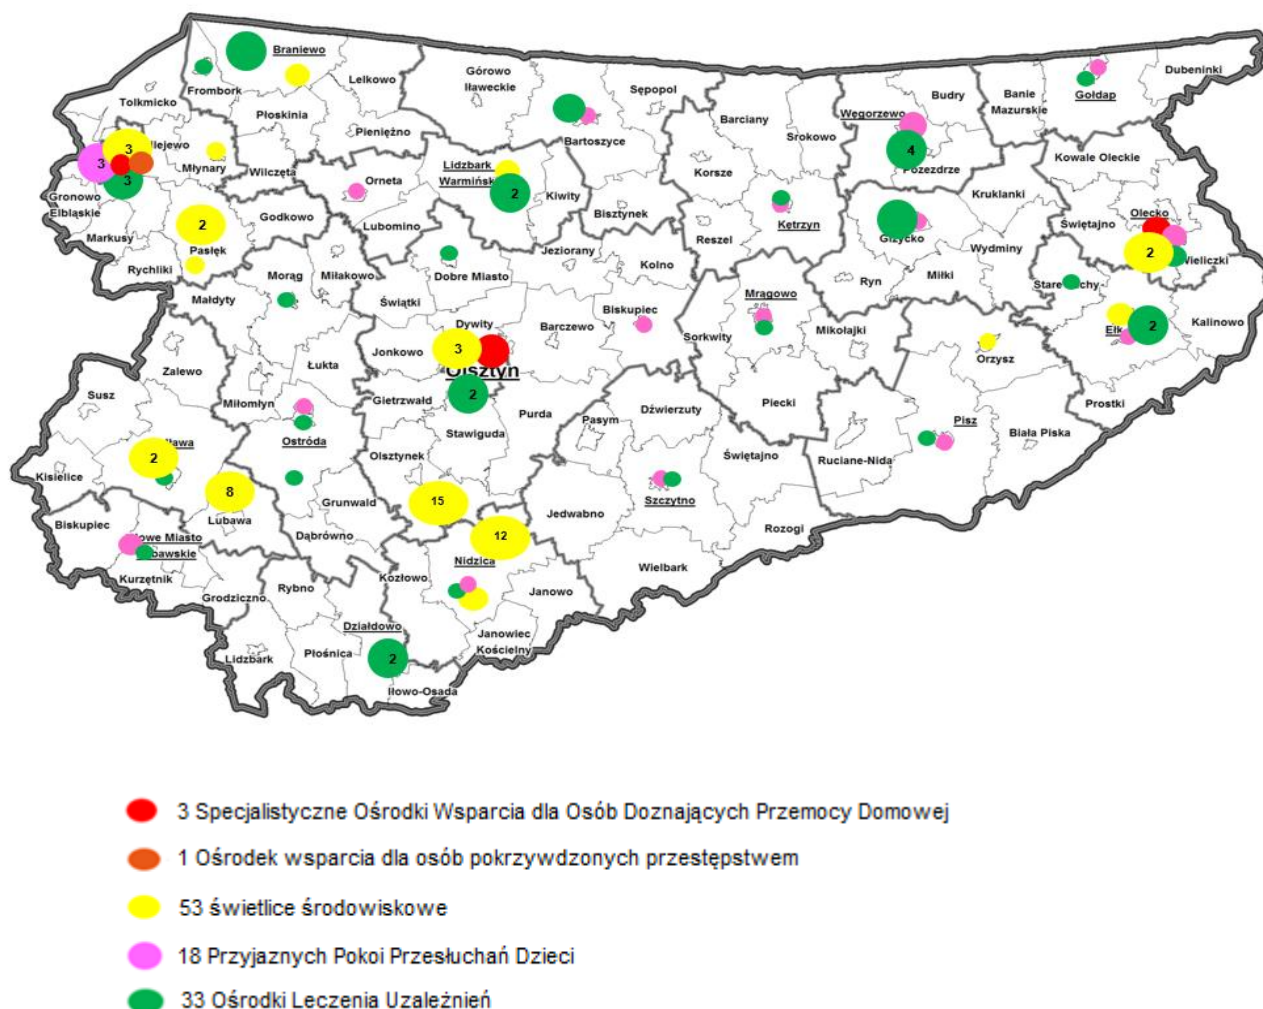 Braniewo
Frombork
Lelkowo
Górowo
Iławeckie
Sępopol
Budry
Banie
Mazurskie
Dubeninki
Gołdap
Tolkmicko
Płoskinia
Pieniężno
Bartoszyce
Barciany
Srokowo
Węgorzewo
Pozezdrze
4
Kowale Oleckie
3
Młynary
Wilczęta
3
3
Gronowo
Elbląskie
Markusy
Orneta
Lidzbark
Warmiński
2
Kiwity
Korsze
Kętrzyn
Reszel
Bisztynek
Kruklanki
Giżycko
Wydminy
Świętajno
Olecko
2
Wieliczki
2
Pasłęk
Godkowo
Lubomino
Rychliki
Morąg
Miłakowo
Małdyty
Świątki
Dobre Miasto
Jeziorany
Kolno
Ryn
Miłki
Stare Juchy
Ełk
2
Kalinowo
Mrągowo
Sorkwity
Mikołajki
Biskupiec
Barczewo
Dywity
3
Olsztyn
Jonkowo
Orzysz
Zalewo
Łukta
Susz
Miłomłyn
Gietrzwałd
2
Purda
Stawiguda
Pasym
Dźwierzuty
Piecki
Prostki
Pisz
Biała Piska
Ruciane-Nida
Ostróda
2
Kisielice
Olsztynek
Świętajno
8
Lubawa
Grunwald
15
Szczytno
Jedwabno
Rozogi
Biskupiec
Dąbrówno
12
Kurzętnik
Nidzica
Wielbark
Kozłowo
Janowo
Grodziczno
Rybno
Działdowo
2
Janowiec
Kościelny
Lidzbark
Płośnica
Iłowo-Osada
3 Specjalistyczne Ośrodki Wsparcia dla Osób Doznających Przemocy Domowej
1 Ośrodek wsparcia dla osób pokrzywdzonych przestępstwem
53 świetlice środowiskowe
18 Przyjaznych Pokoi Przesłuchań Dzieci
33 Ośrodki Leczenia Uzależnień